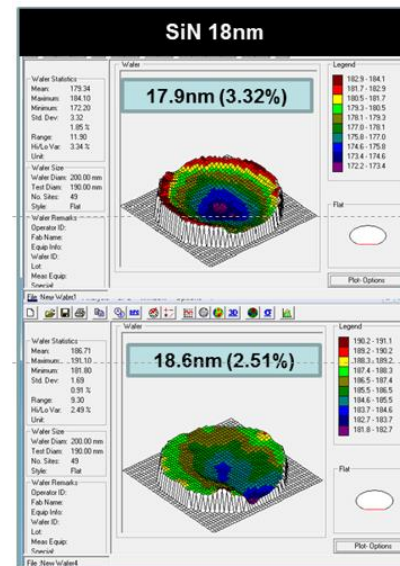 SiN 18nm
Wafer
Legend
Wafer Statistics
Mean: 179.34
Maximum: 184.10
Minimum: 172.20
Std. Dev: 3.32
1.85 %
Range: 11.90
Hi/Lo Var: 3.34 %
Unit:
17.9nm (3.32%)
182.9 - 184.1
181.7 - 182.9
180.5 - 181.7
179.3 - 180.5
178.1 - 179.3
177.0 - 178.1
175.8 - 177.0
174.6 - 175.8
173.4 - 174.6
172.2 - 173.4
Wafer Size
Wafer Diam: 200.00 mm
Test Diam: 190.00 mm
No. Sites: 49
Style: Flat
Flat
Wafer Remarks
Operator ID:
Fab Name:
Equip Info:
Wafer ID:
Lot:
Meas Equip:
Special
Plot- Options
File: New Wafer1
Wafer
Legend
Wafer Statistics
Mean: 186.71
Maximum: 191.10
Minimum: 181.80
Std. Dev: 1.69
0.91 %
Range: 9.30
Hi/Lo Var: 2.49 %
Unit:
18.6nm (2.51%)
190.2 - 191.1
189.2 - 190.2
188.3 - 189.2
187.4 - 188.3
186.5 - 187.4
185.5 - 186.5
184.6 - 185.5
183.7 - 184.6
182.7 - 183.7
181.8 - 182.7
Wafer Size
Wafer Diam: 200.00 mm
Test Diam: 190.00 mm
No. Sites: 49
Style: Flat
Flat
Wafer Remarks
Operator ID:
Fab Name:
Equip Info:
Wafer ID:
Lot:
Meas Equip:
Special
Plot- Options
File :New Wafer4